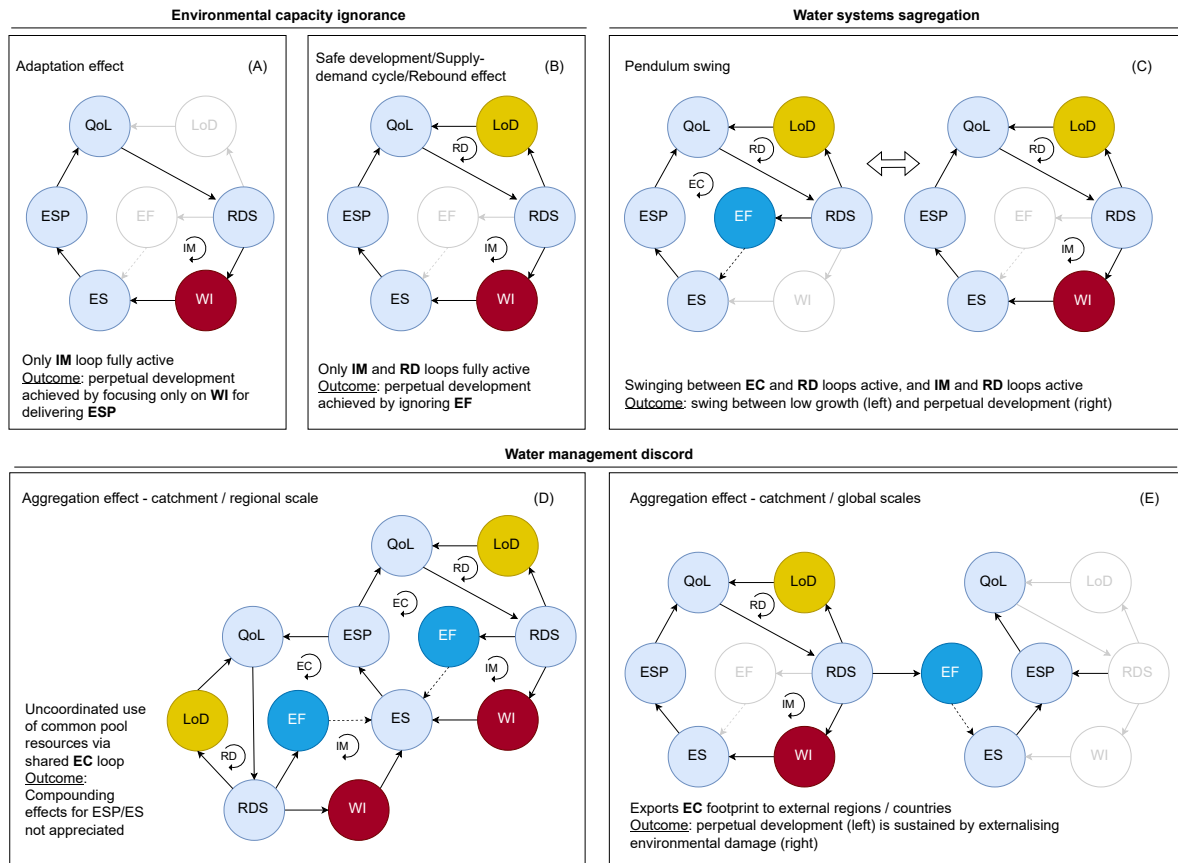 Environmental capacity ignorance
Water systems sagregation
Adaptation effect
(A)
QoL
LoD
ESP
EF
RDS
IM
ES
WI
Only IM loop fully active
Outcome: perpetual development
achieved by focusing only on WI for
delivering ESP
Safe development/Supply-
demand cycle/Rebound effect
(B)
QoL
LoD
RD
ESP
EF
RDS
IM
ES
WI
Only IM and RD loops fully active
Outcome: perpetual development
achieved by ignoring EF
Pendulum swing
(C)
QoL
LoD
RD
EC
ESP
EF
RDS
ES
WI
QoL
LoD
RD
ESP
EF
RDS
IM
ES
WI
Swinging between EC and RD loops active, and IM and RD loops active
Outcome: swing between low growth (left) and perpetual development (right)
Water management discord
Aggregation effect - catchment / regional scale
(D)
QoL
LoD
RD
EC
QoL
ESP
EF
RDS
EC
IM
LoD
EF
ES
WI
IM
RD
RDS
WI
Uncoordinated use
of common pool
resources via
shared EC loop
Outcome:
Compounding
effects for ESP/ES
not appreciated
Aggregation effect - catchment / global scales
(E)
QoL
LoD
RD
ESP
EF
RDS
IM
ES
WI
EF
QoL
LoD
ESP
RDS
ES
WI
Exports EC footprint to external regions / countries
Outcome: perpetual development (left) is sustained by externalising
environmental damage (right)